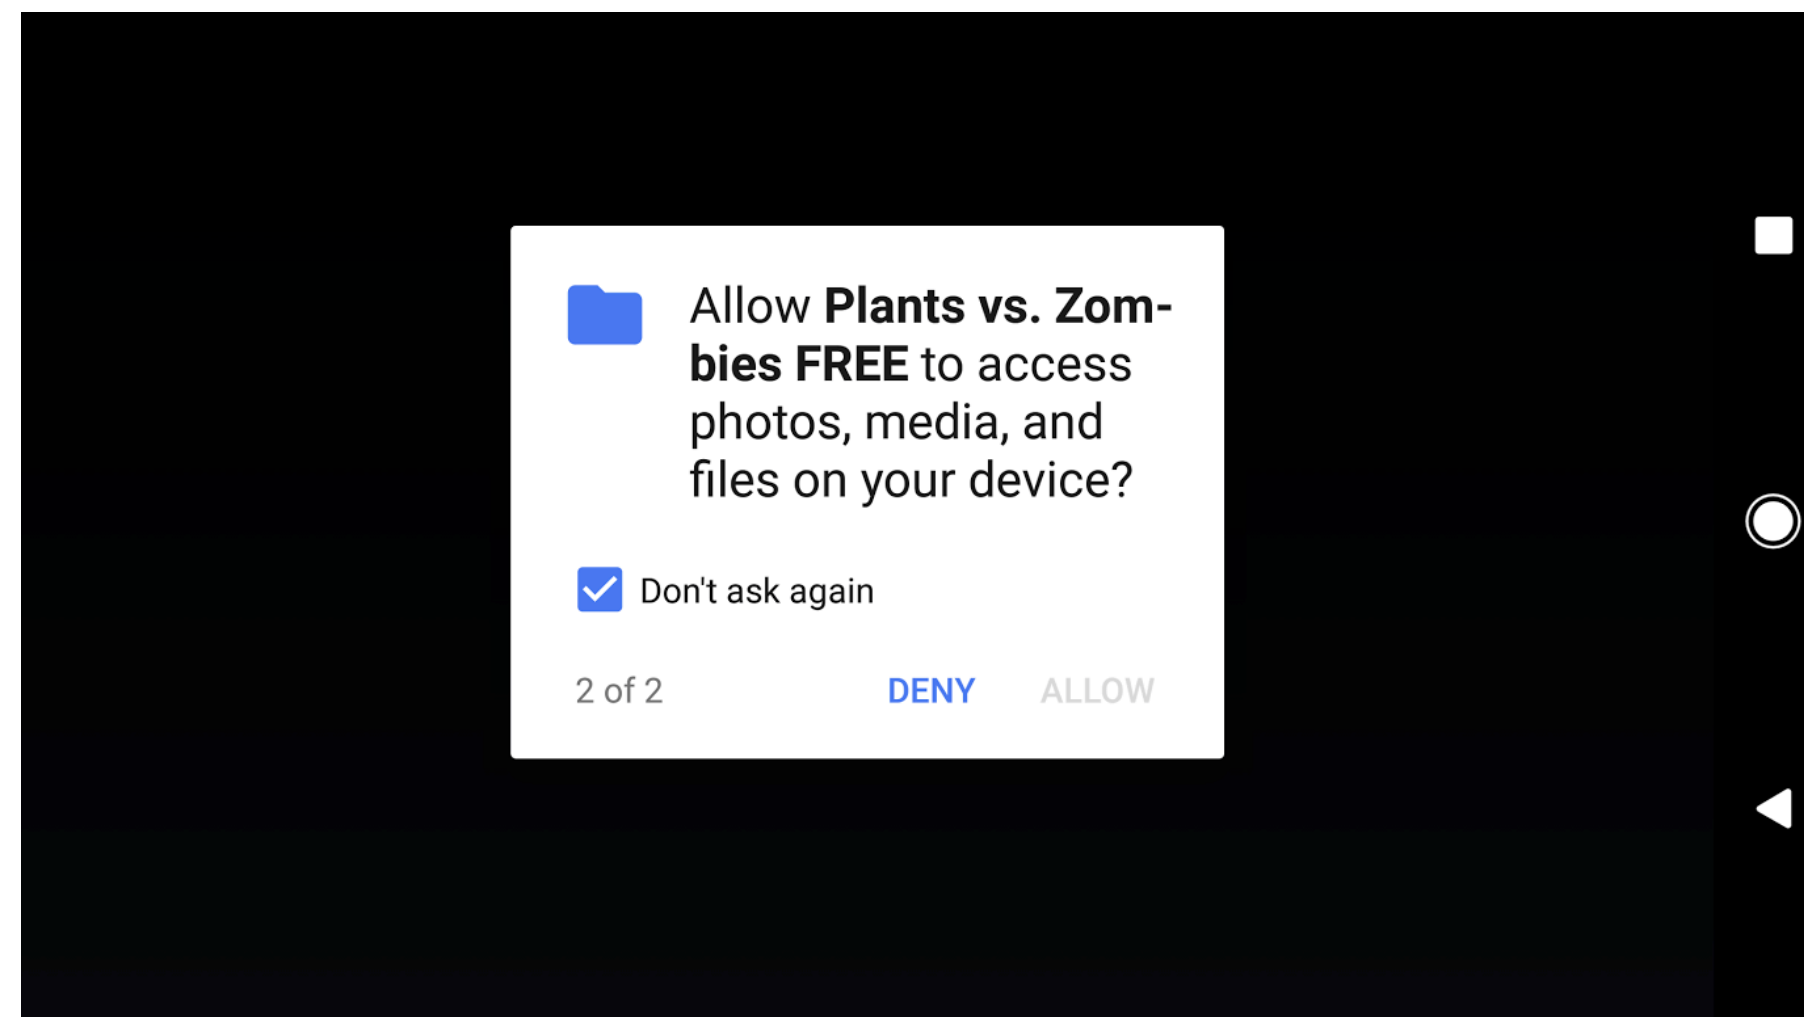 Allow Plants vs. Zom-
bies FREE to access
photos, media, and
files on your device?
Don't ask again
2 of 2 DENY ALLOW